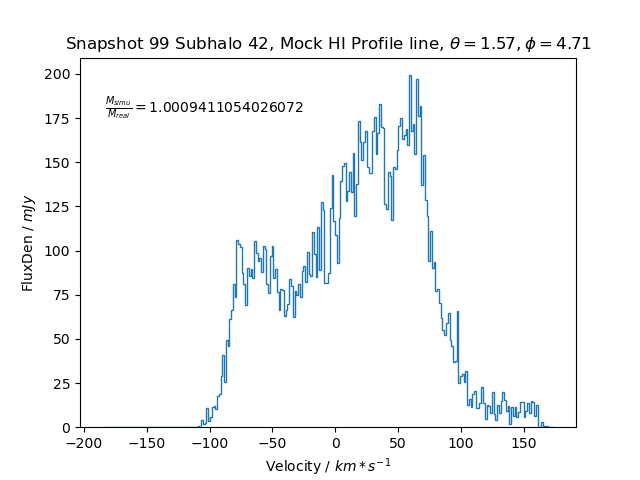 Snapshot 99 Subhalo 42, Mock HI Profile line, θ = 1.57, ϕ = 4.71
M_simu/M_real = 1.0009411054026072
FluxDen / mJy
200
175
150
125
100
75
50
25
0
−200 −150 −100 −50 0 50 100 150
Velocity / km * s⁻¹